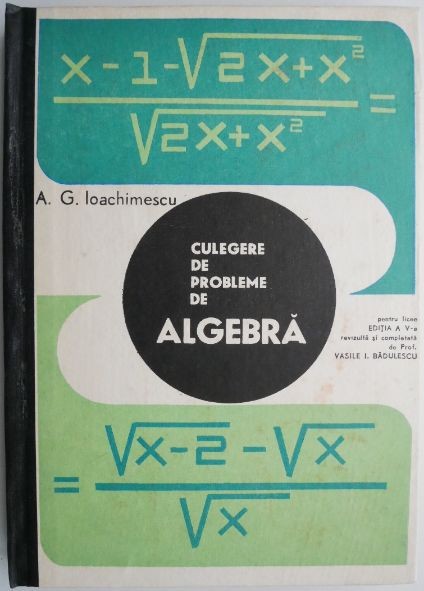 x-1-√2x+x²
√2x+x² =
A. G. Ioachimescu
CULEGERE
DE
PROBLEME
DE
ALGEBRĂ
pentru licee
EDIȚIA A V-a
revizuită și completată
de Prof.
VASILE I. BĂDULESCU
= √x-2 - √x
√x